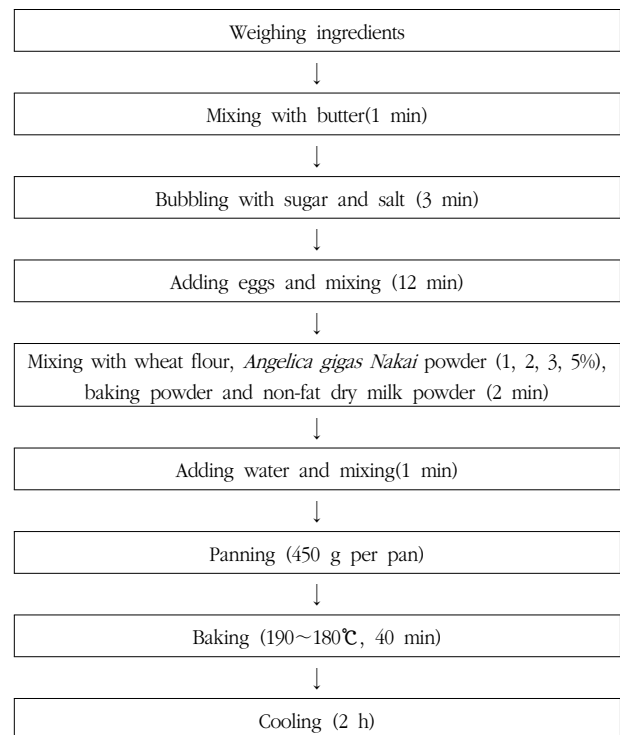 Weighing ingredients
↓
Mixing with butter(1 min)
↓
Bubbling with sugar and salt (3 min)
↓
Adding eggs and mixing (12 min)
↓
Mixing with wheat flour, Angelica gigas Nakai powder (1, 2, 3, 5%),
baking powder and non-fat dry milk powder (2 min)
↓
Adding water and mixing(1 min)
↓
Panning (450 g per pan)
↓
Baking (190～180℃, 40 min)
↓
Cooling (2 h)